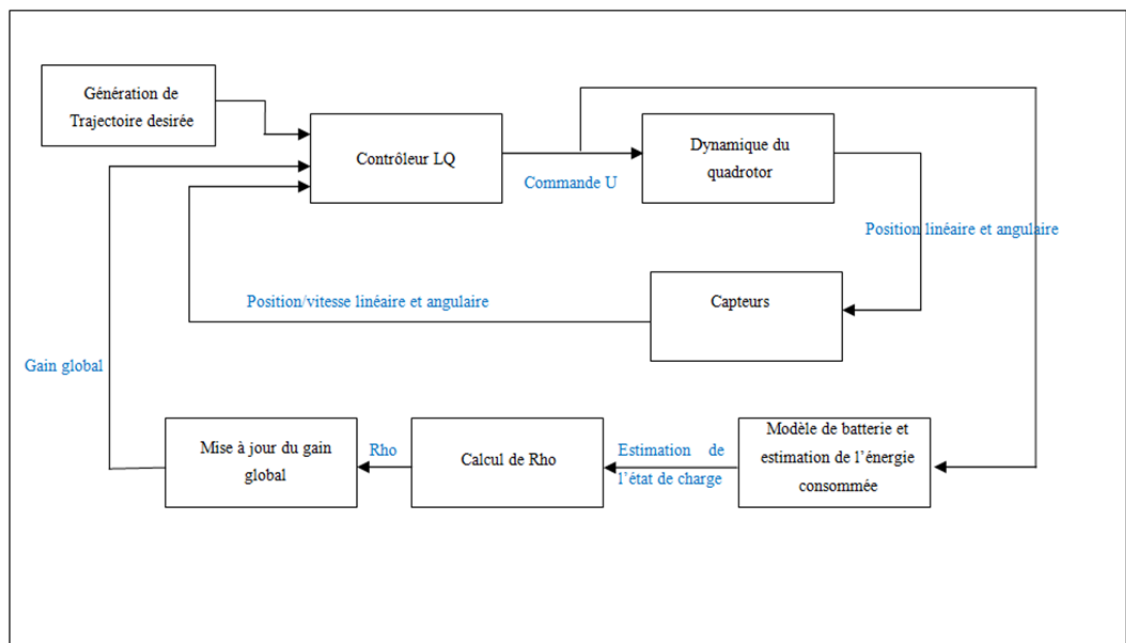 Génération de
Trajectoire desirée
Contrôleur LQ
Commande U
Dynamique du
quadrotor
Position linéaire et angulaire
Position/vitesse linéaire et angulaire
Capteurs
Gain global
Mise à jour du gain
global
Rho
Calcul de Rho
Estimation de
l'état de charge
Modèle de batterie et
estimation de l'énergie
consommée